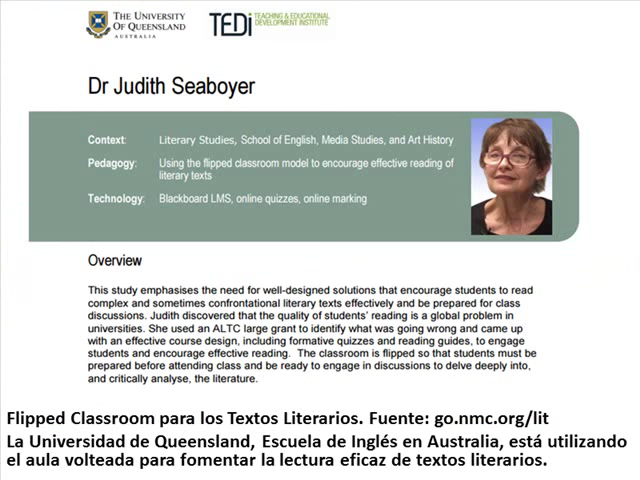 THE UNIVERSITY
OF QUEENSLAND
AUSTRALIA
TEDi TEACHING & EDUCATIONAL
DEVELOPMENT INSTITUTE
Dr Judith Seaboyer
Context: Literary Studies, School of English, Media Studies, and Art History
Pedagogy: Using the flipped classroom model to encourage effective reading of
literary texts
Technology: Blackboard LMS, online quizzes, online marking
Overview
This study emphasises the need for well-designed solutions that encourage students to read
complex and sometimes confrontational literary texts effectively and be prepared for class
discussions. Judith discovered that the quality of students' reading is a global problem in
universities. She used an ALTC large grant to identify what was going wrong and came up
with an effective course design, including formative quizzes and reading guides, to engage
students and encourage effective reading. The classroom is flipped so that students must be
prepared before attending class and be ready to engage in discussions to delve deeply into,
and critically analyse, the literature.
Flipped Classroom para los Textos Literarios. Fuente: go.nmc.org/lit
La Universidad de Queensland, Escuela de Inglés en Australia, está utilizando
el aula volteada para fomentar la lectura eficaz de textos literarios.